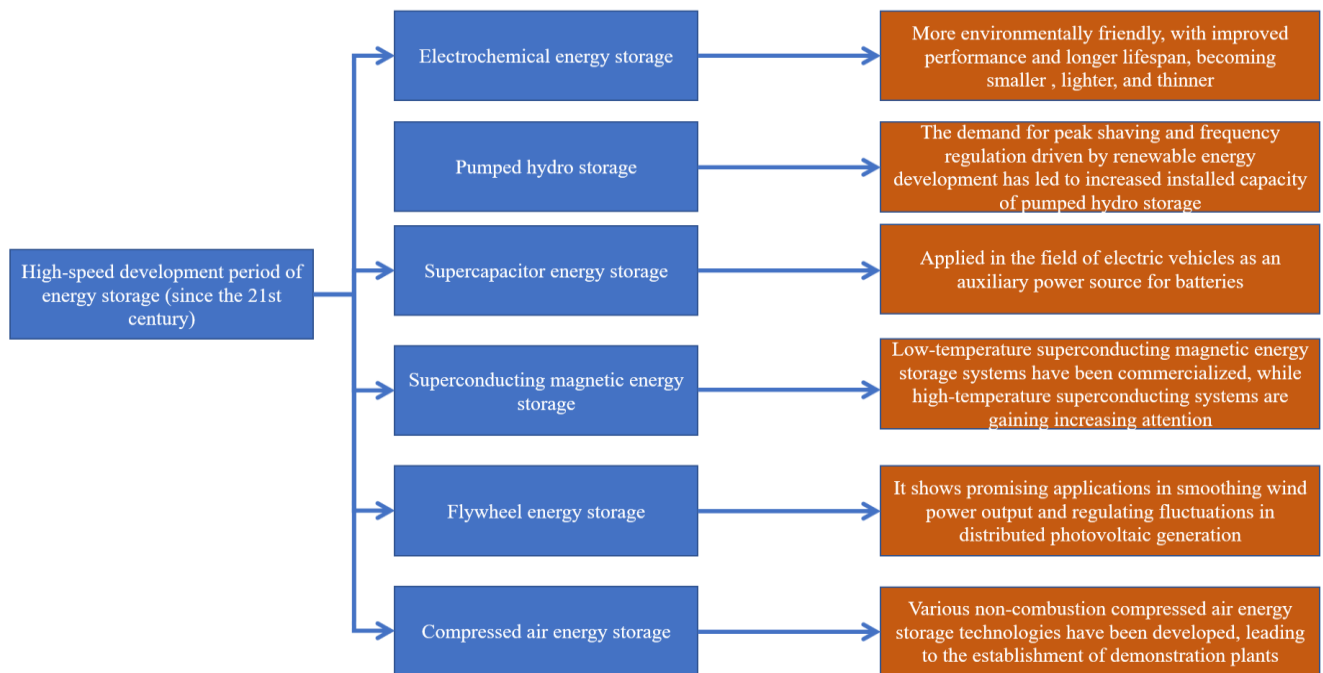 High-speed development period of
energy storage (since the 21st
century)
Electrochemical energy storage
More environmentally friendly, with improved
performance and longer lifespan, becoming
smaller , lighter, and thinner
Pumped hydro storage
The demand for peak shaving and frequency
regulation driven by renewable energy
development has led to increased installed capacity
of pumped hydro storage
Supercapacitor energy storage
Applied in the field of electric vehicles as an
auxiliary power source for batteries
Superconducting magnetic energy
storage
Low-temperature superconducting magnetic energy
storage systems have been commercialized, while
high-temperature superconducting systems are
gaining increasing attention
Flywheel energy storage
It shows promising applications in smoothing wind
power output and regulating fluctuations in
distributed photovoltaic generation
Compressed air energy storage
Various non-combustion compressed air energy
storage technologies have been developed, leading
to the establishment of demonstration plants